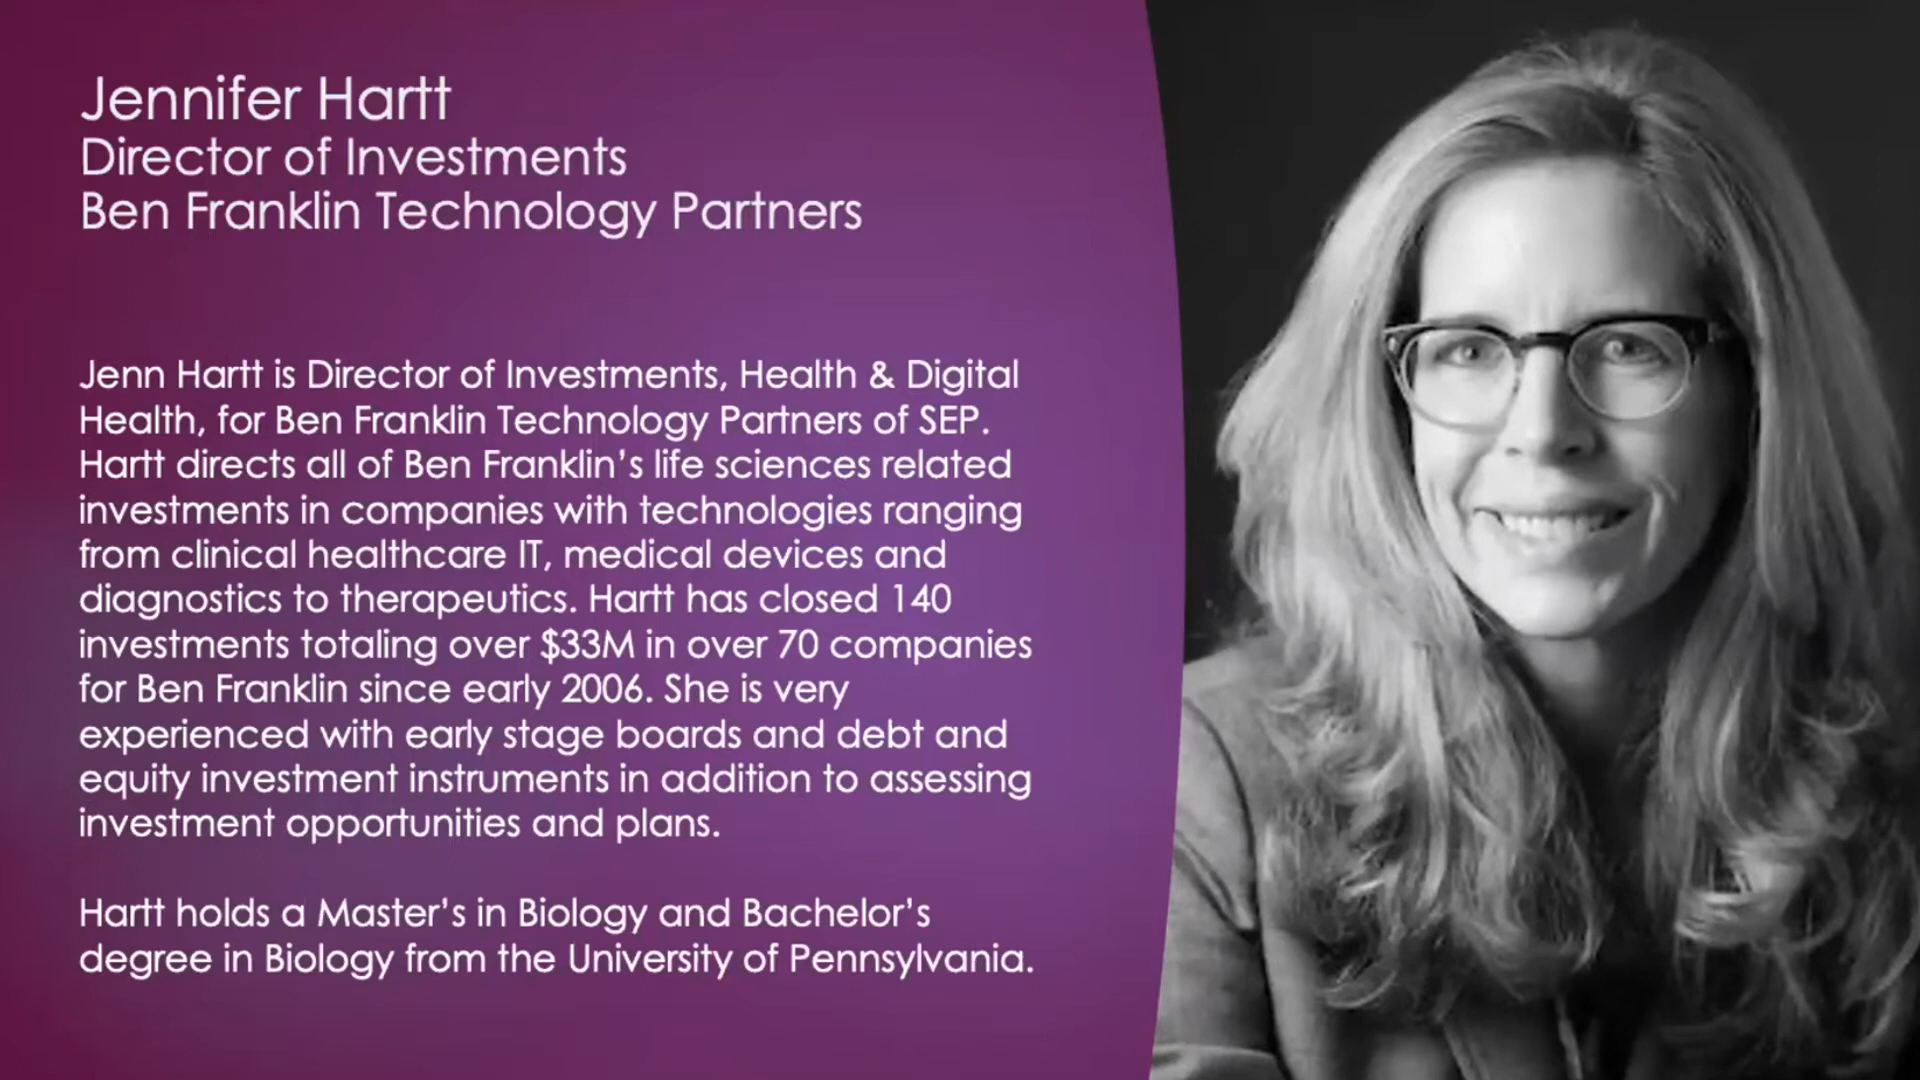 Jennifer Hartt
Director of Investments
Ben Franklin Technology Partners
Jenn Hartt is Director of Investments, Health & Digital
Health, for Ben Franklin Technology Partners of SEP.
Hartt directs all of Ben Franklin’s life sciences related
investments in companies with technologies ranging
from clinical healthcare IT, medical devices and
diagnostics to therapeutics. Hartt has closed 140
investments totaling over $33M in over 70 companies
for Ben Franklin since early 2006. She is very
experienced with early stage boards and debt and
equity investment instruments in addition to assessing
investment opportunities and plans.
Hartt holds a Master’s in Biology and Bachelor’s
degree in Biology from the University of Pennsylvania.